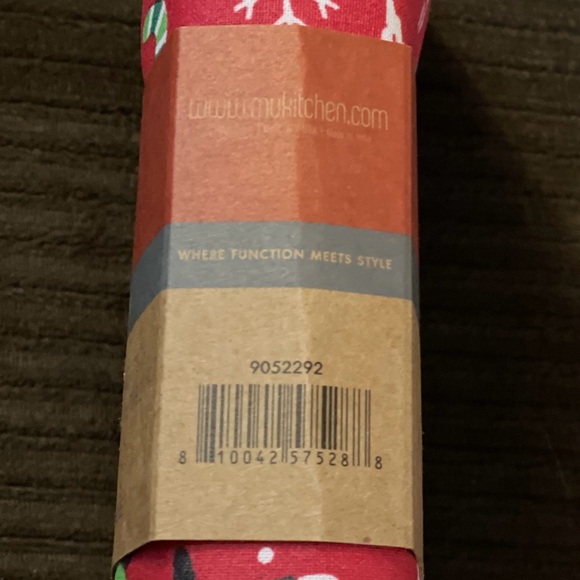 www.mukitchen.com
WHERE FUNCTION MEETS STYLE
9052292
8 10042 57528 8